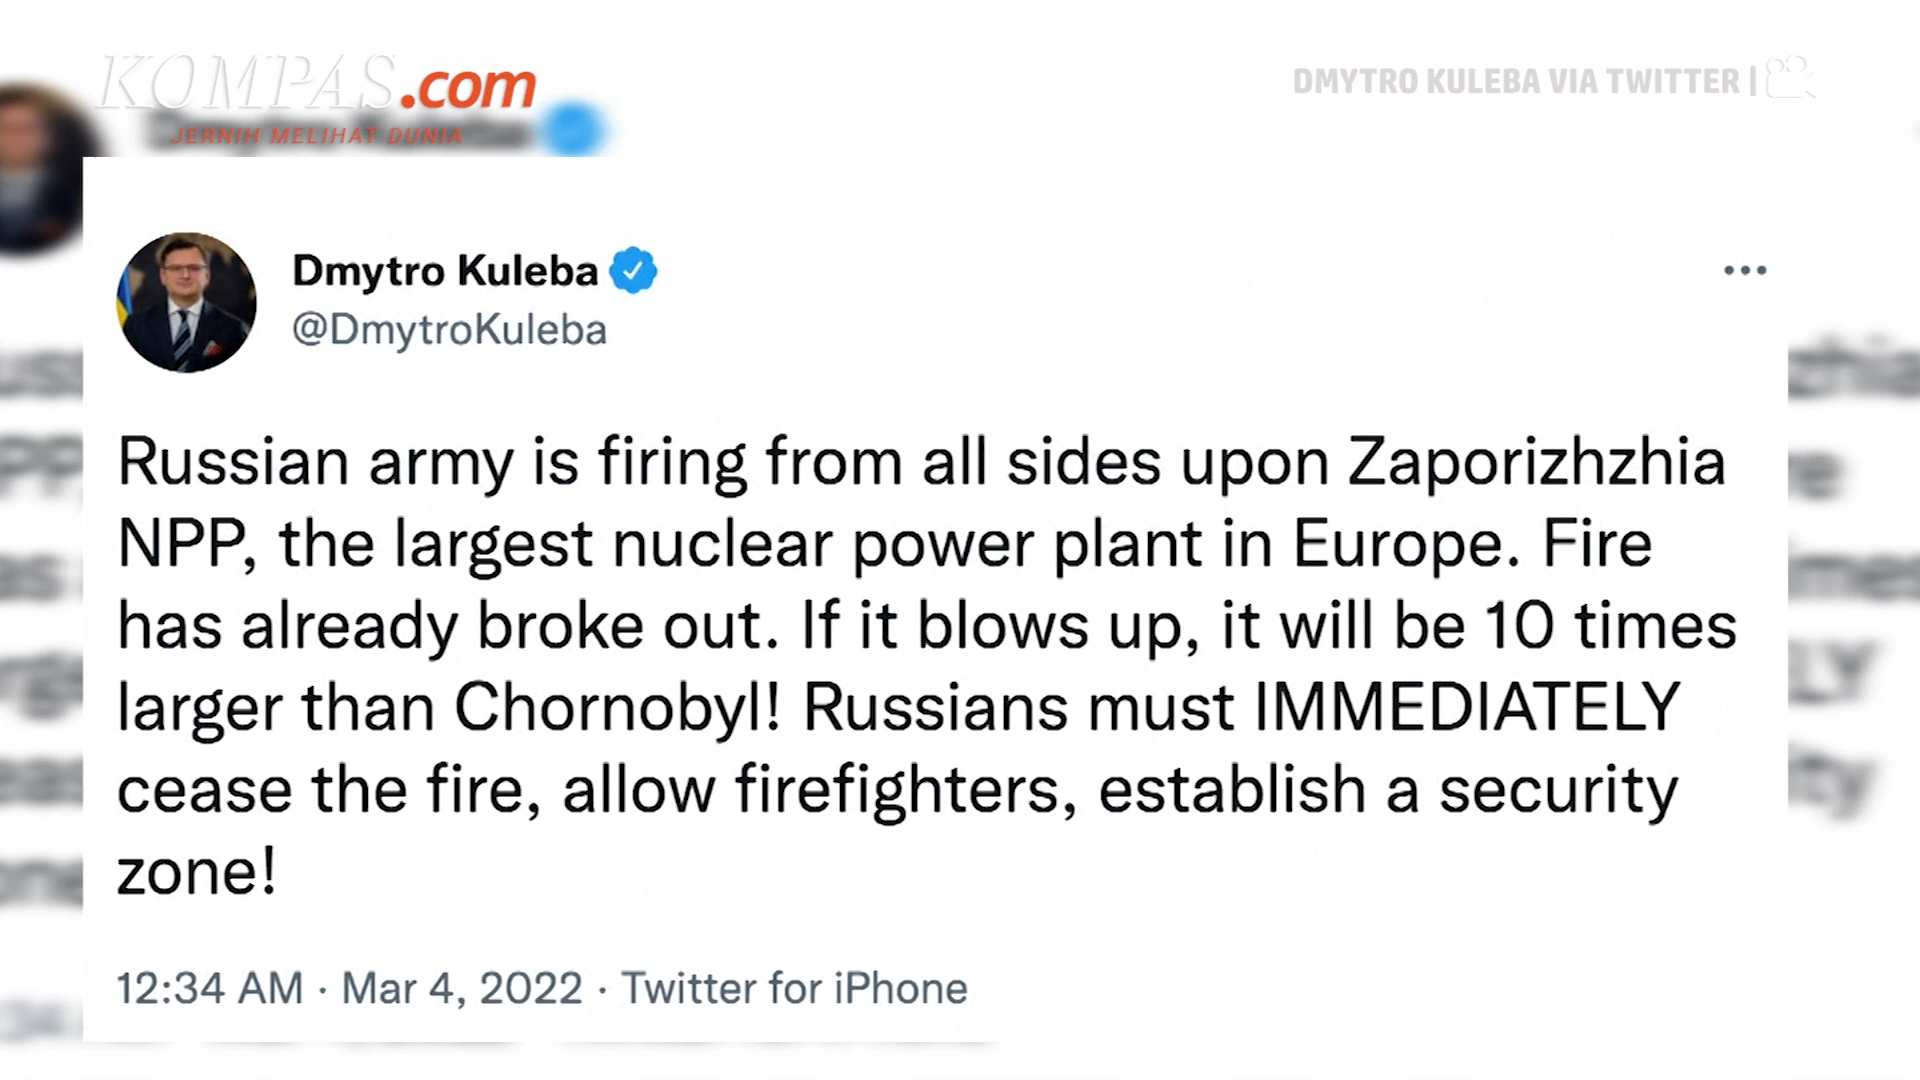 KOMPAS.com
JERNIH MELIHAT DUNIA
DMYTRO KULEBA VIA TWITTER |
Dmytro Kuleba
@DmytroKuleba
Russian army is firing from all sides upon Zaporizhzhia
NPP, the largest nuclear power plant in Europe. Fire
has already broke out. If it blows up, it will be 10 times
larger than Chornobyl! Russians must IMMEDIATELY
cease the fire, allow firefighters, establish a security
zone!
12:34 AM · Mar 4, 2022 · Twitter for iPhone